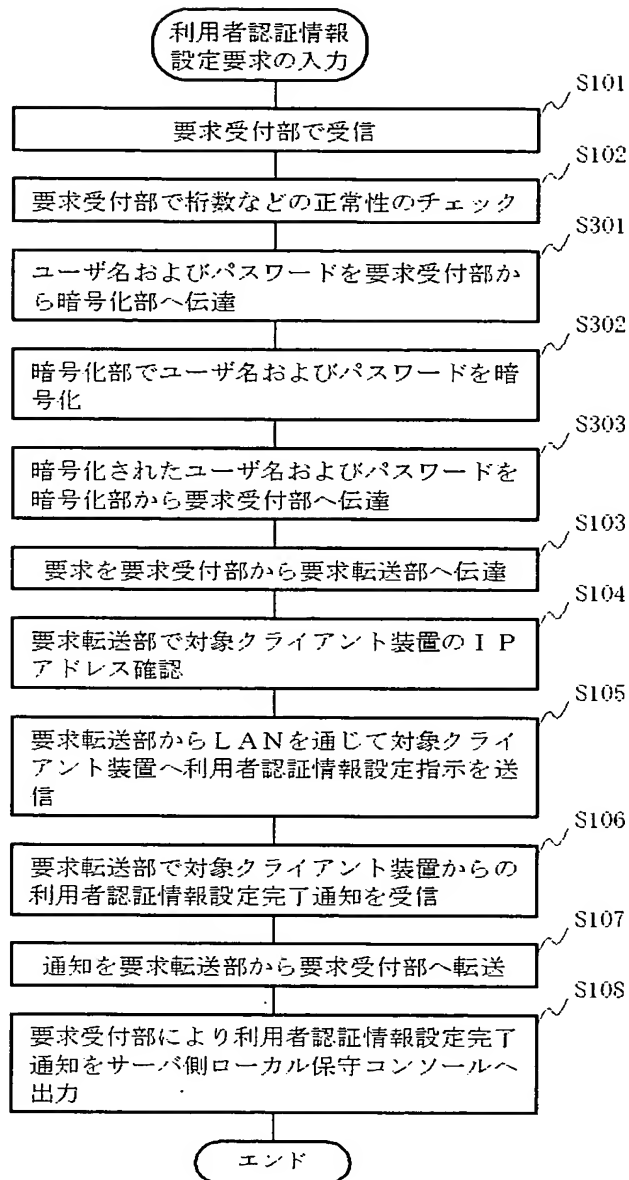 利用者認証情報
設定要求の入力
S101
要求受付部で受信
S102
要求受付部で桁数などの正常性のチェック
S301
ユーザ名およびパスワードを要求受付部か
ら暗号化部へ伝達
S302
暗号化部でユーザ名およびパスワードを暗
号化
S303
暗号化されたユーザ名およびパスワードを
暗号化部から要求受付部へ伝達
S103
要求を要求受付部から要求転送部へ伝達
S104
要求転送部で対象クライアント装置のIP
アドレス確認
S105
要求転送部からLANを通じて対象クライ
アント装置へ利用者認証情報設定指示を送
信
S106
要求転送部で対象クライアント装置からの
利用者認証情報設定完了通知を受信
S107
通知を要求転送部から要求受付部へ転送
S108
要求受付部により利用者認証情報設定完了
通知をサーバ側ローカル保守コンソールへ
出力
エンド